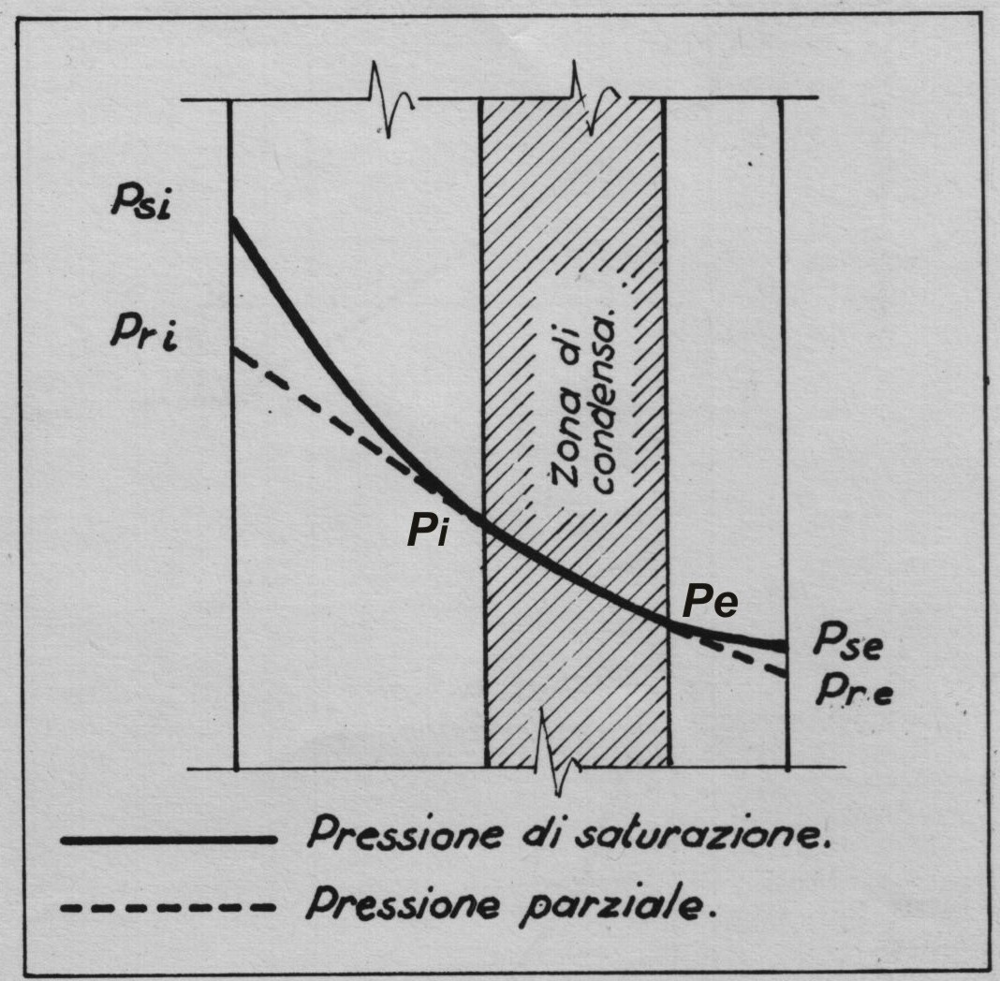 Psi
Pri
Zona di
condensa.
Pi
Pe
Pse
Pre
Pressione di saturazione.
Pressione parziale.